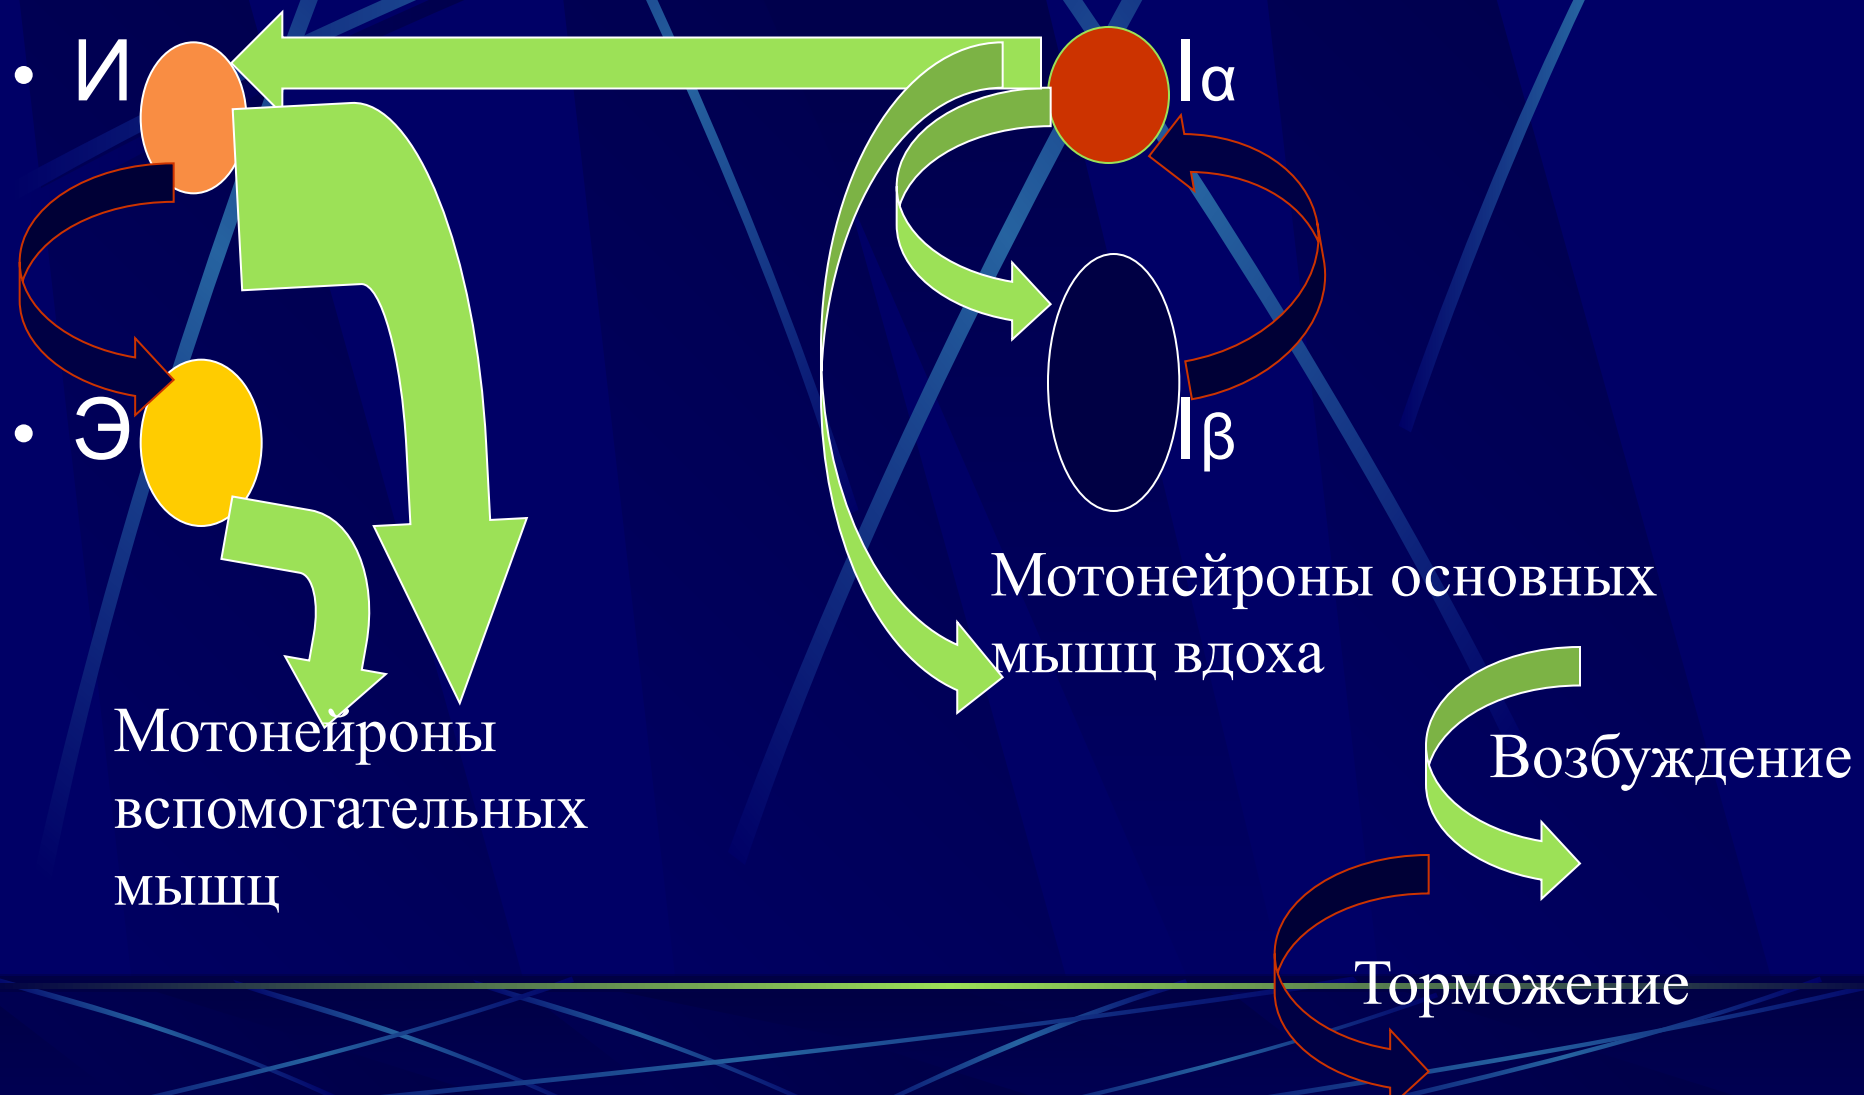 • И
Iα
• Э
Iβ
Мотонейроны основных
мышц вдоха
Мотонейроны
вспомогательных
мышц
Возбуждение
Торможение